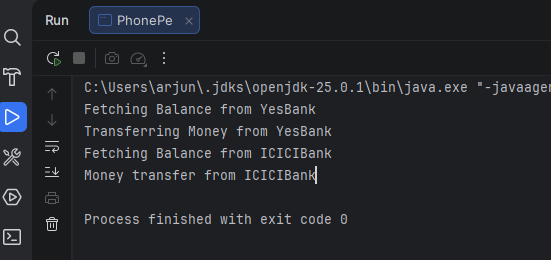 Run
PhonePe
C:\Users\arjun\.jdks\openjdk-25.0.1\bin\java.exe "-javaagen
Fetching Balance from YesBank
Transferring Money from YesBank
Fetching Balance from ICICIBank
Money transfer from ICICIBank
Process finished with exit code 0